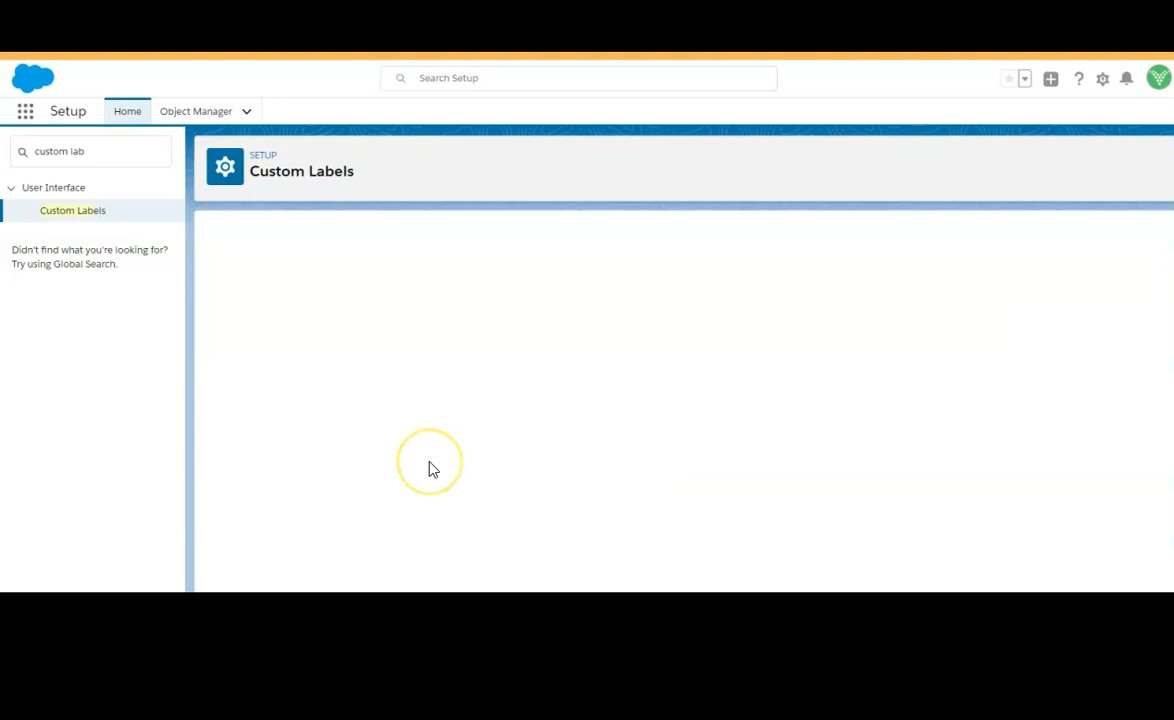 Search Setup
Setup
Home
Object Manager
custom lab
User Interface
Custom Labels
Didn't find what you're looking for?
Try using Global Search.
SETUP
Custom Labels